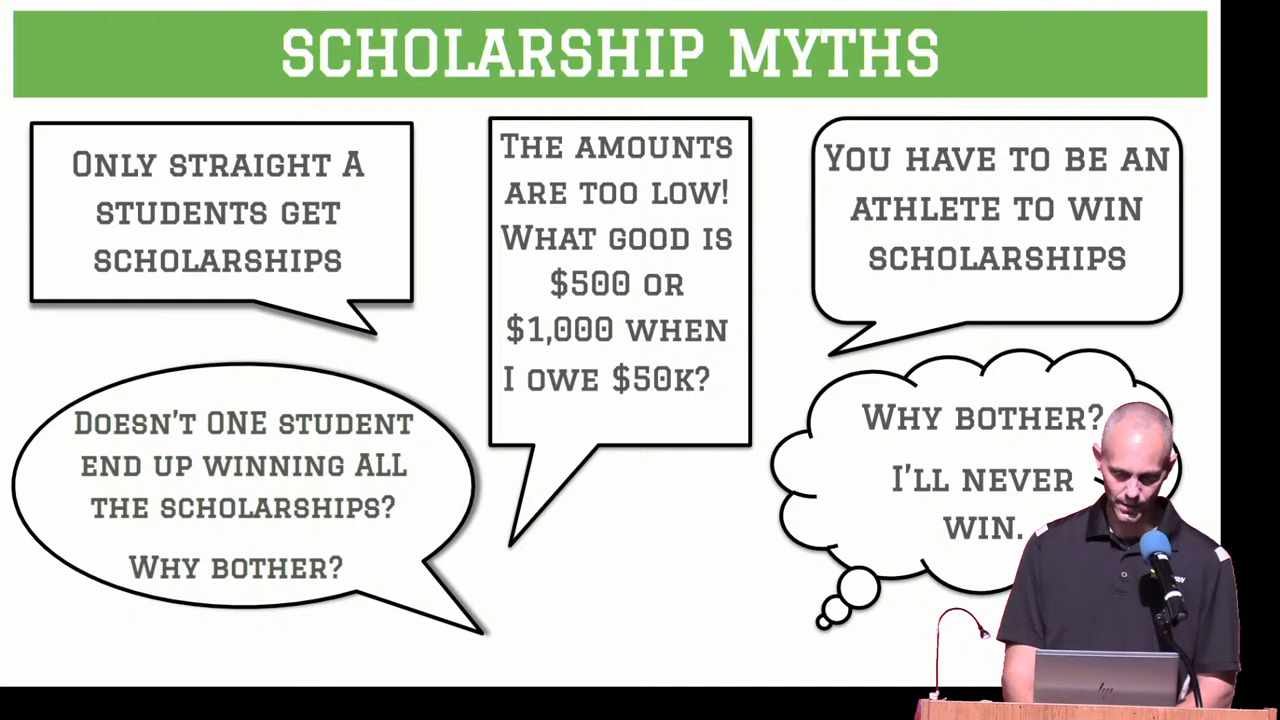 SCHOLARSHIP MYTHS
ONLY STRAIGHT A
STUDENTS GET
SCHOLARSHIPS
THE AMOUNTS
ARE TOO LOW!
WHAT GOOD IS
$500 OR
$1,000 WHEN
I OWE $50K?
YOU HAVE TO BE AN
ATHLETE TO WIN
SCHOLARSHIPS
DOESN'T ONE STUDENT
END UP WINNING ALL
THE SCHOLARSHIPS?
WHY BOTHER?
WHY BOTHER?
I'LL NEVER
WIN.
hp